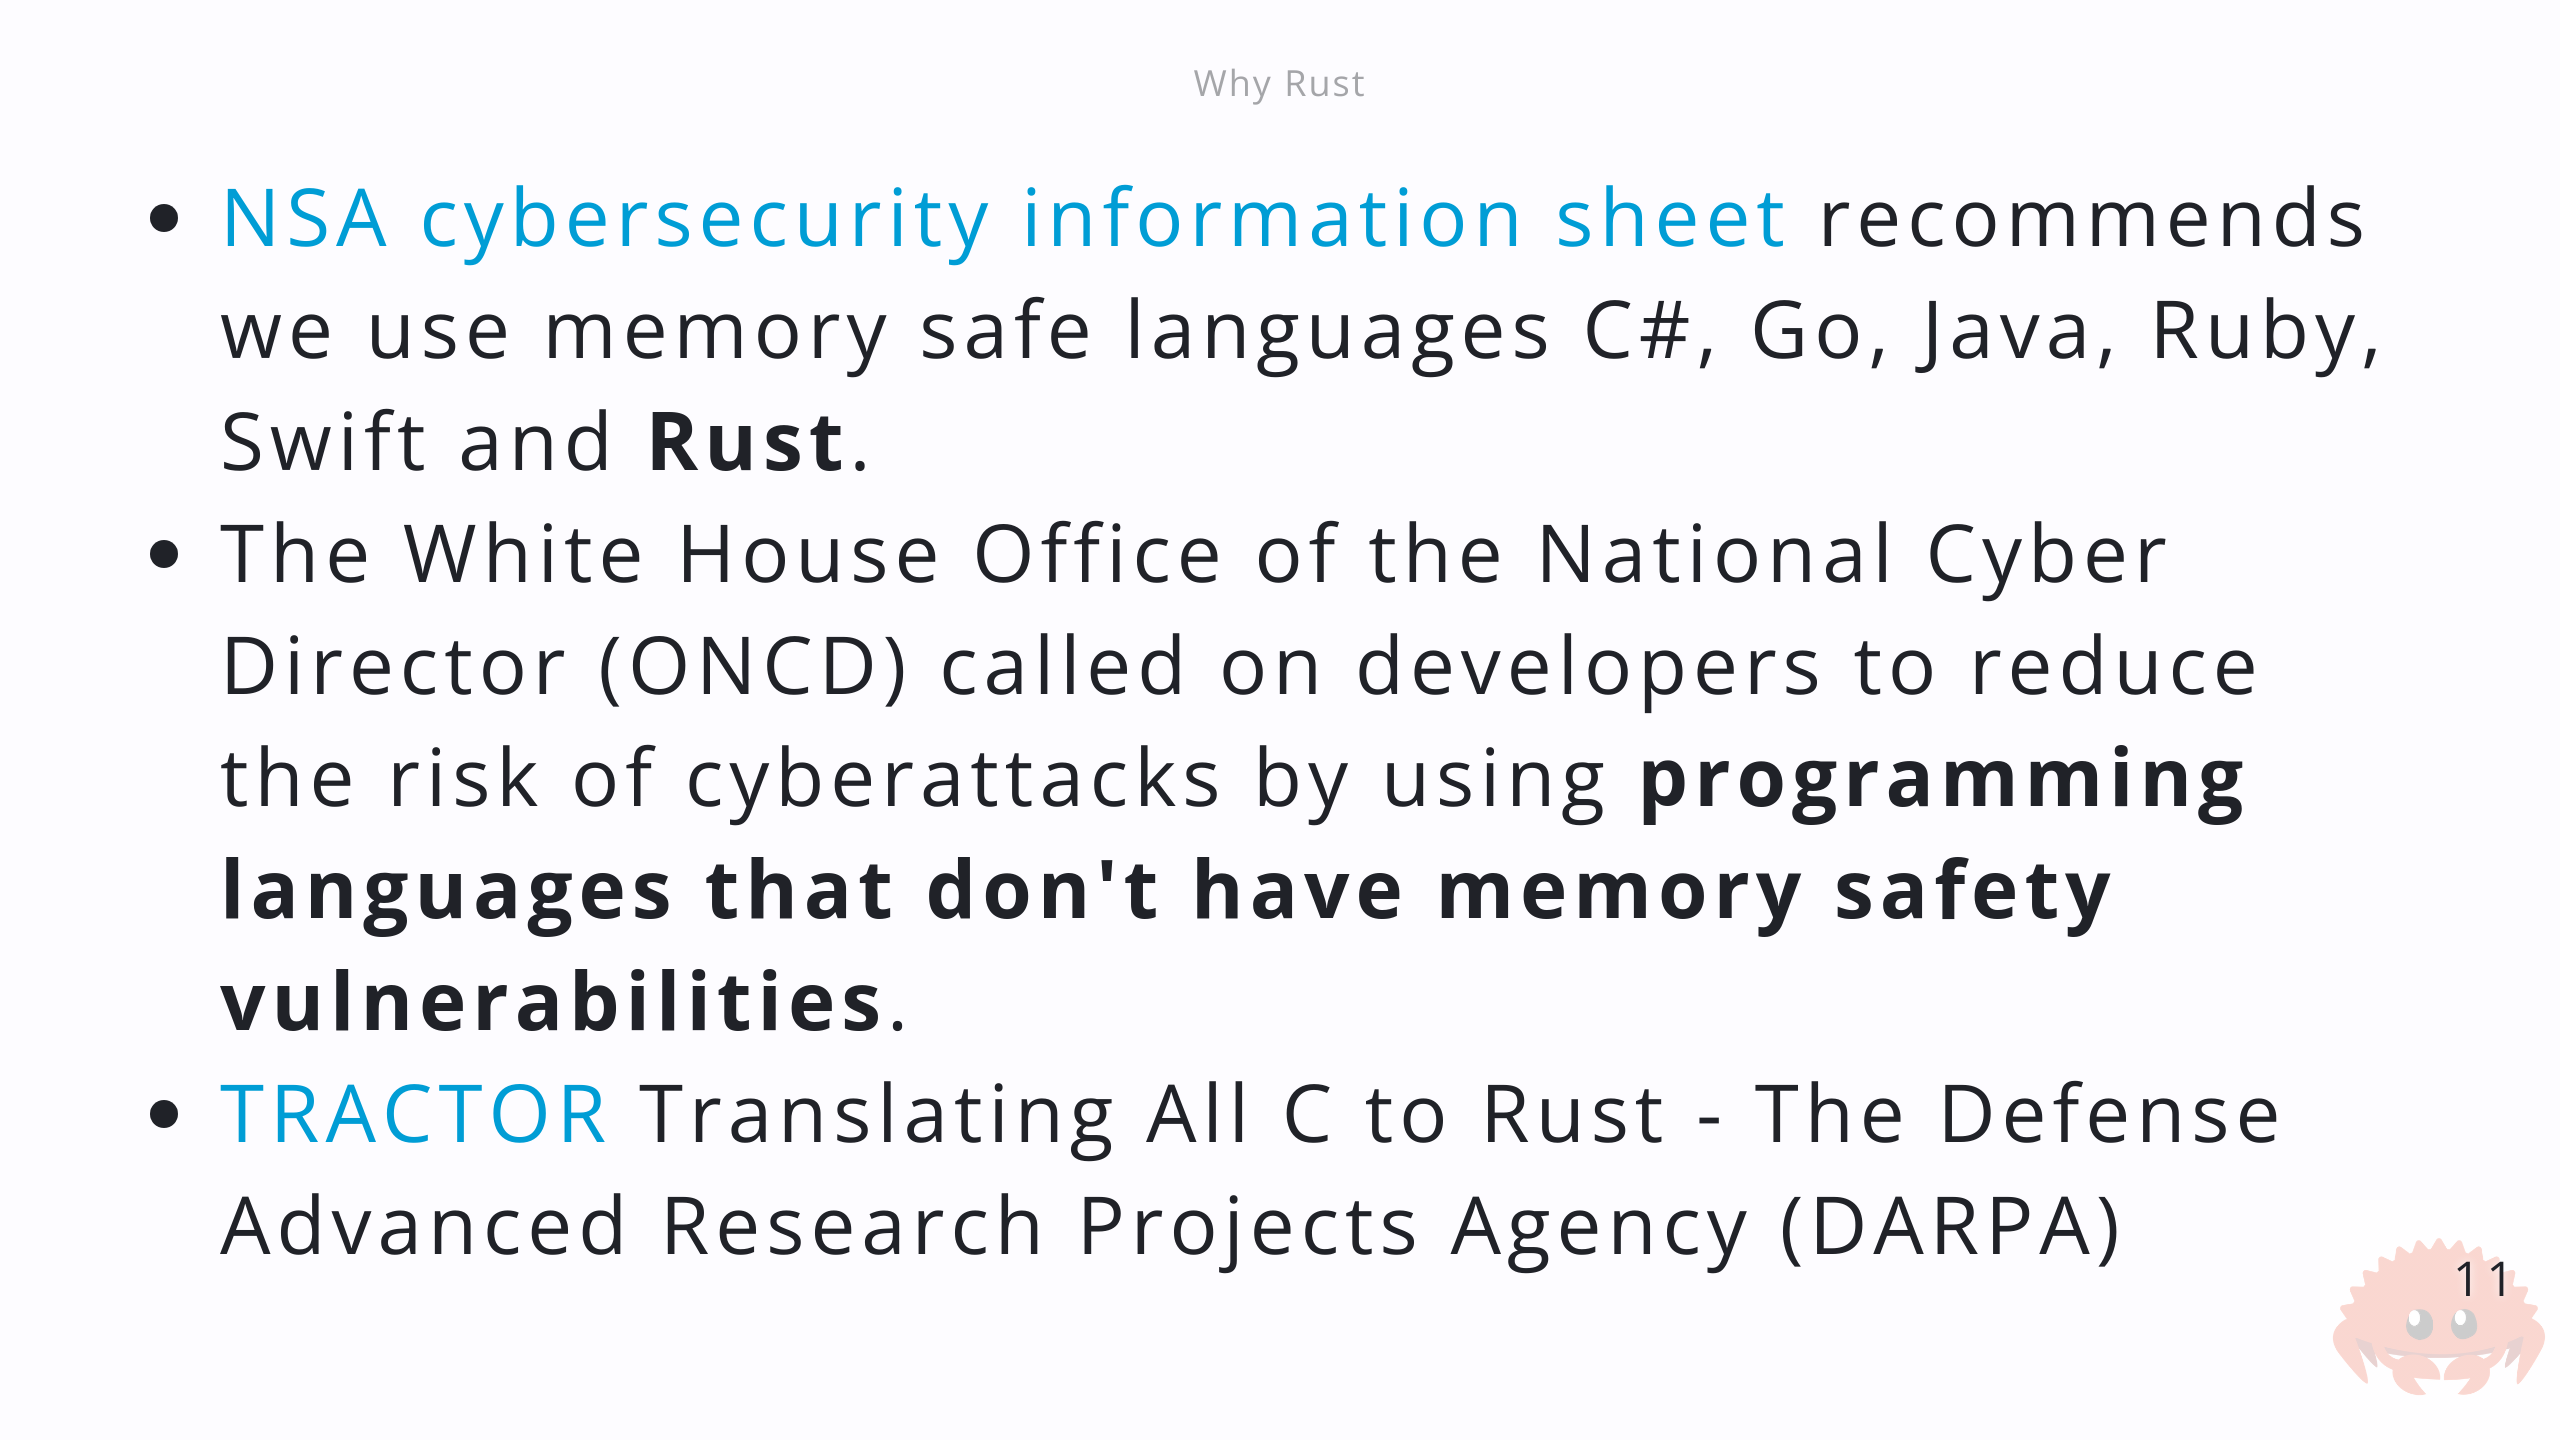 Why Rust
• NSA cybersecurity information sheet recommends
we use memory safe languages C#, Go, Java, Ruby,
Swift and Rust.
• The White House Office of the National Cyber
Director (ONCD) called on developers to reduce
the risk of cyberattacks by using programming
languages that don't have memory safety
vulnerabilities.
• TRACTOR Translating All C to Rust - The Defense
Advanced Research Projects Agency (DARPA)
11